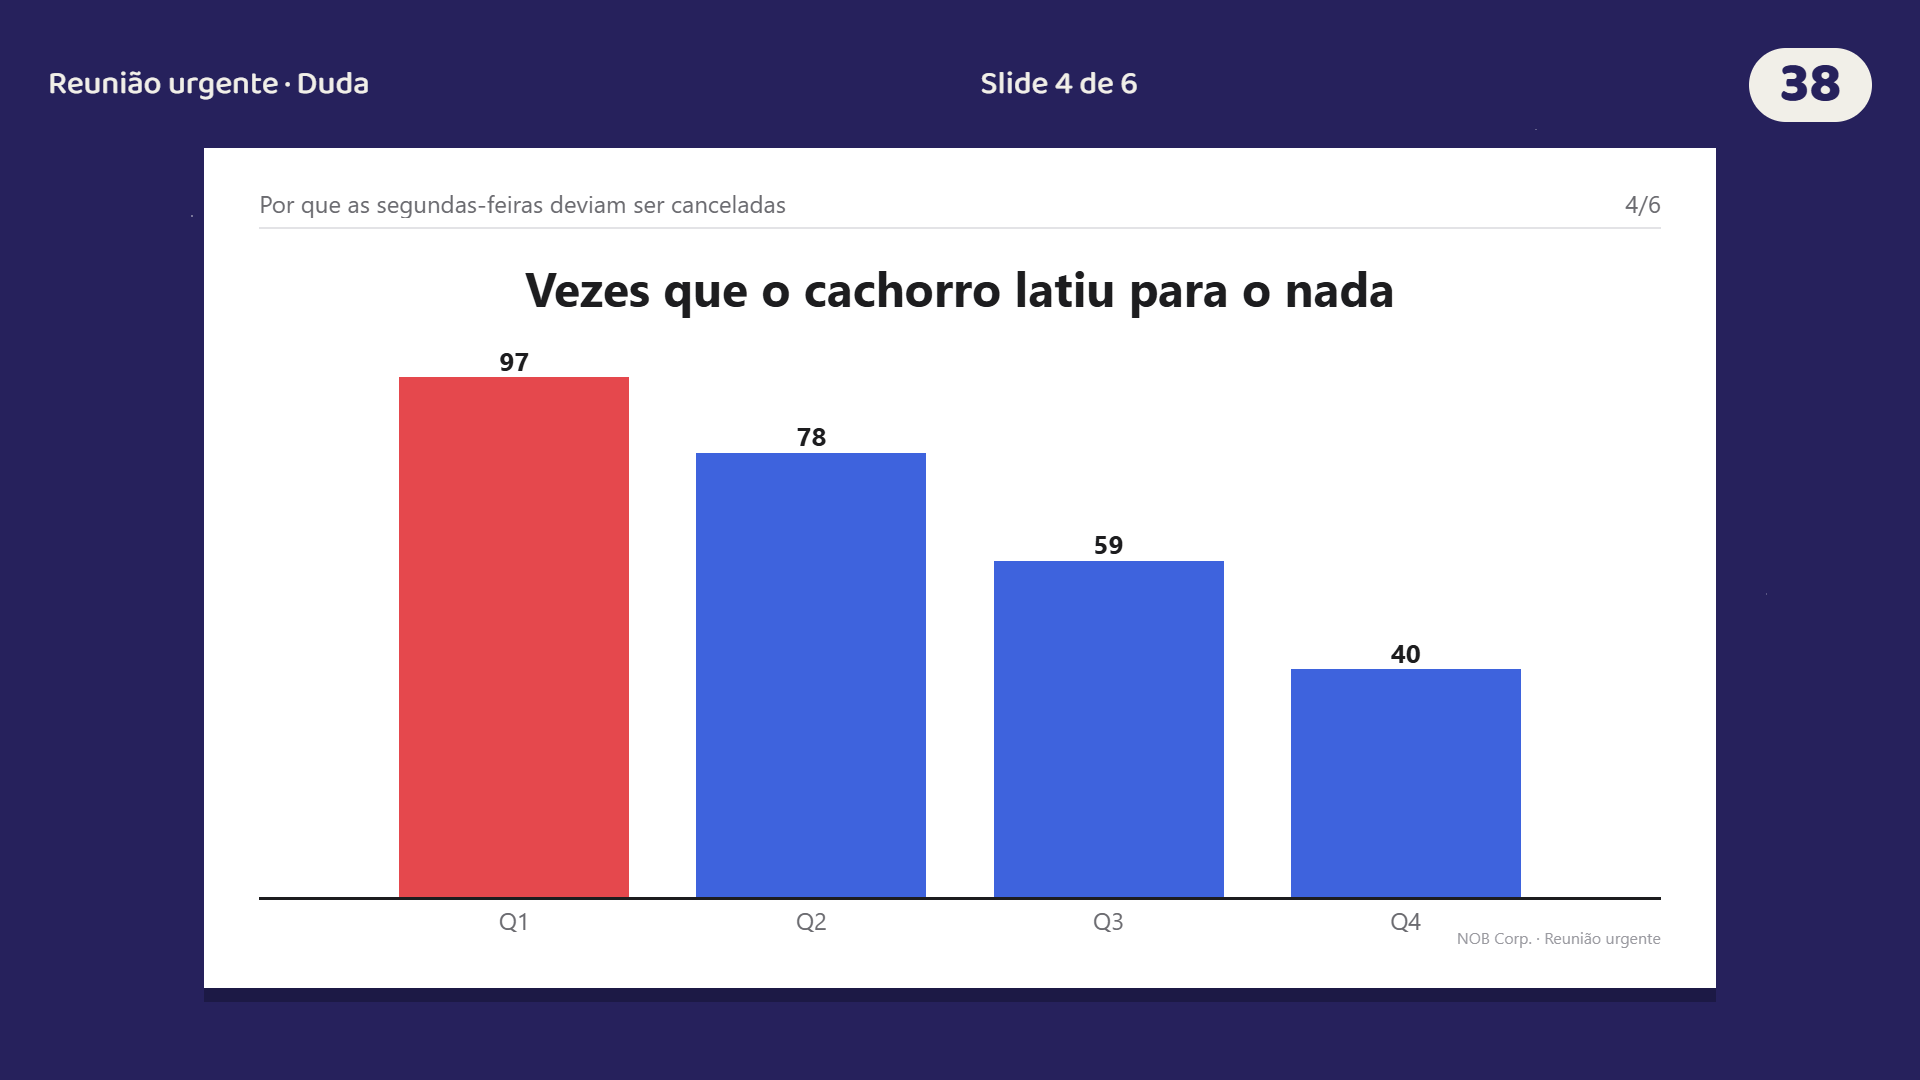 Reunião urgente · Duda
Slide 4 de 6
38
Por que as segundas-feiras deviam ser canceladas
4/6
Vezes que o cachorro latiu para o nada
97
78
59
40
Q1
Q2
Q3
Q4
NOB Corp. · Reunião urgente